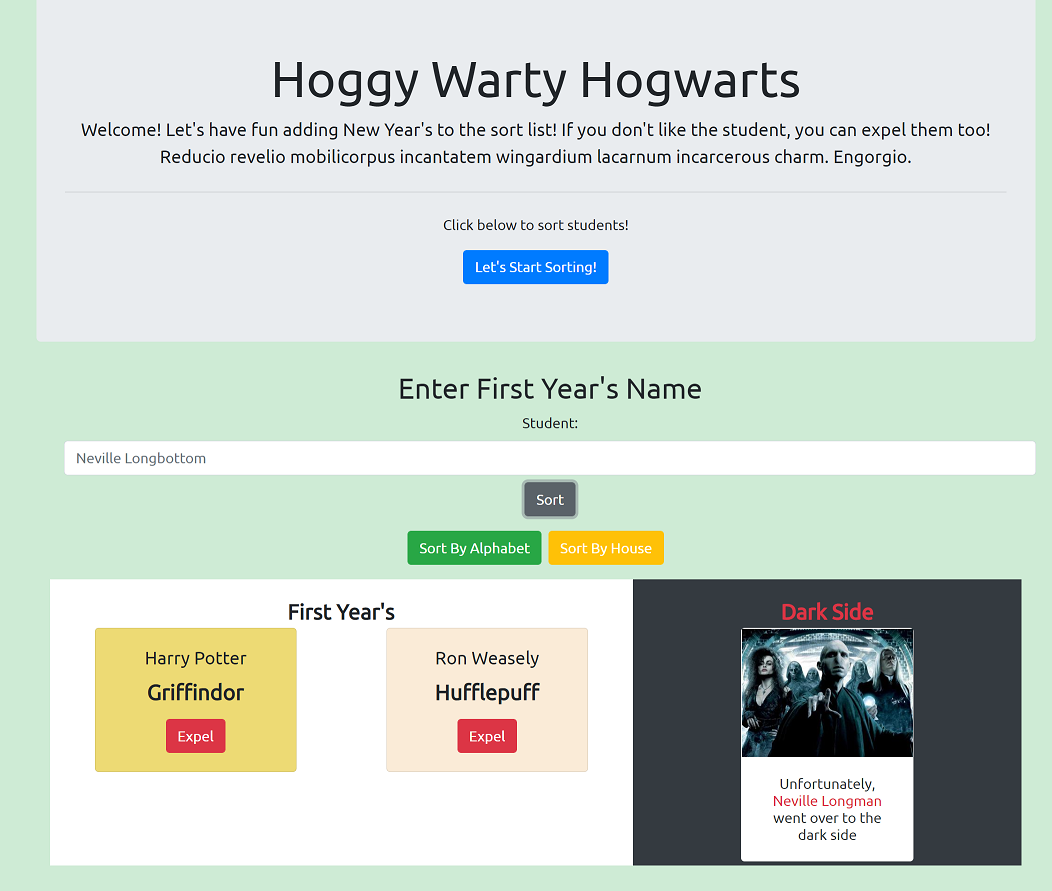 Hoggy Warty Hogwarts
Welcome! Let's have fun adding New Year's to the sort list! If you don't like the student, you can expel them too!
Reducio revelio mobilicorpus incantatem wingardium lacarnum incarcerous charm. Engorgio.
Click below to sort students!
Let's Start Sorting!
Enter First Year's Name
Student:
Neville Longbottom
Sort
Sort By Alphabet
Sort By House
First Year's
Harry Potter
Griffindor
Expel
Ron Weasely
Hufflepuff
Expel
Dark Side
Unfortunately,
Neville Longman
went over to the
dark side